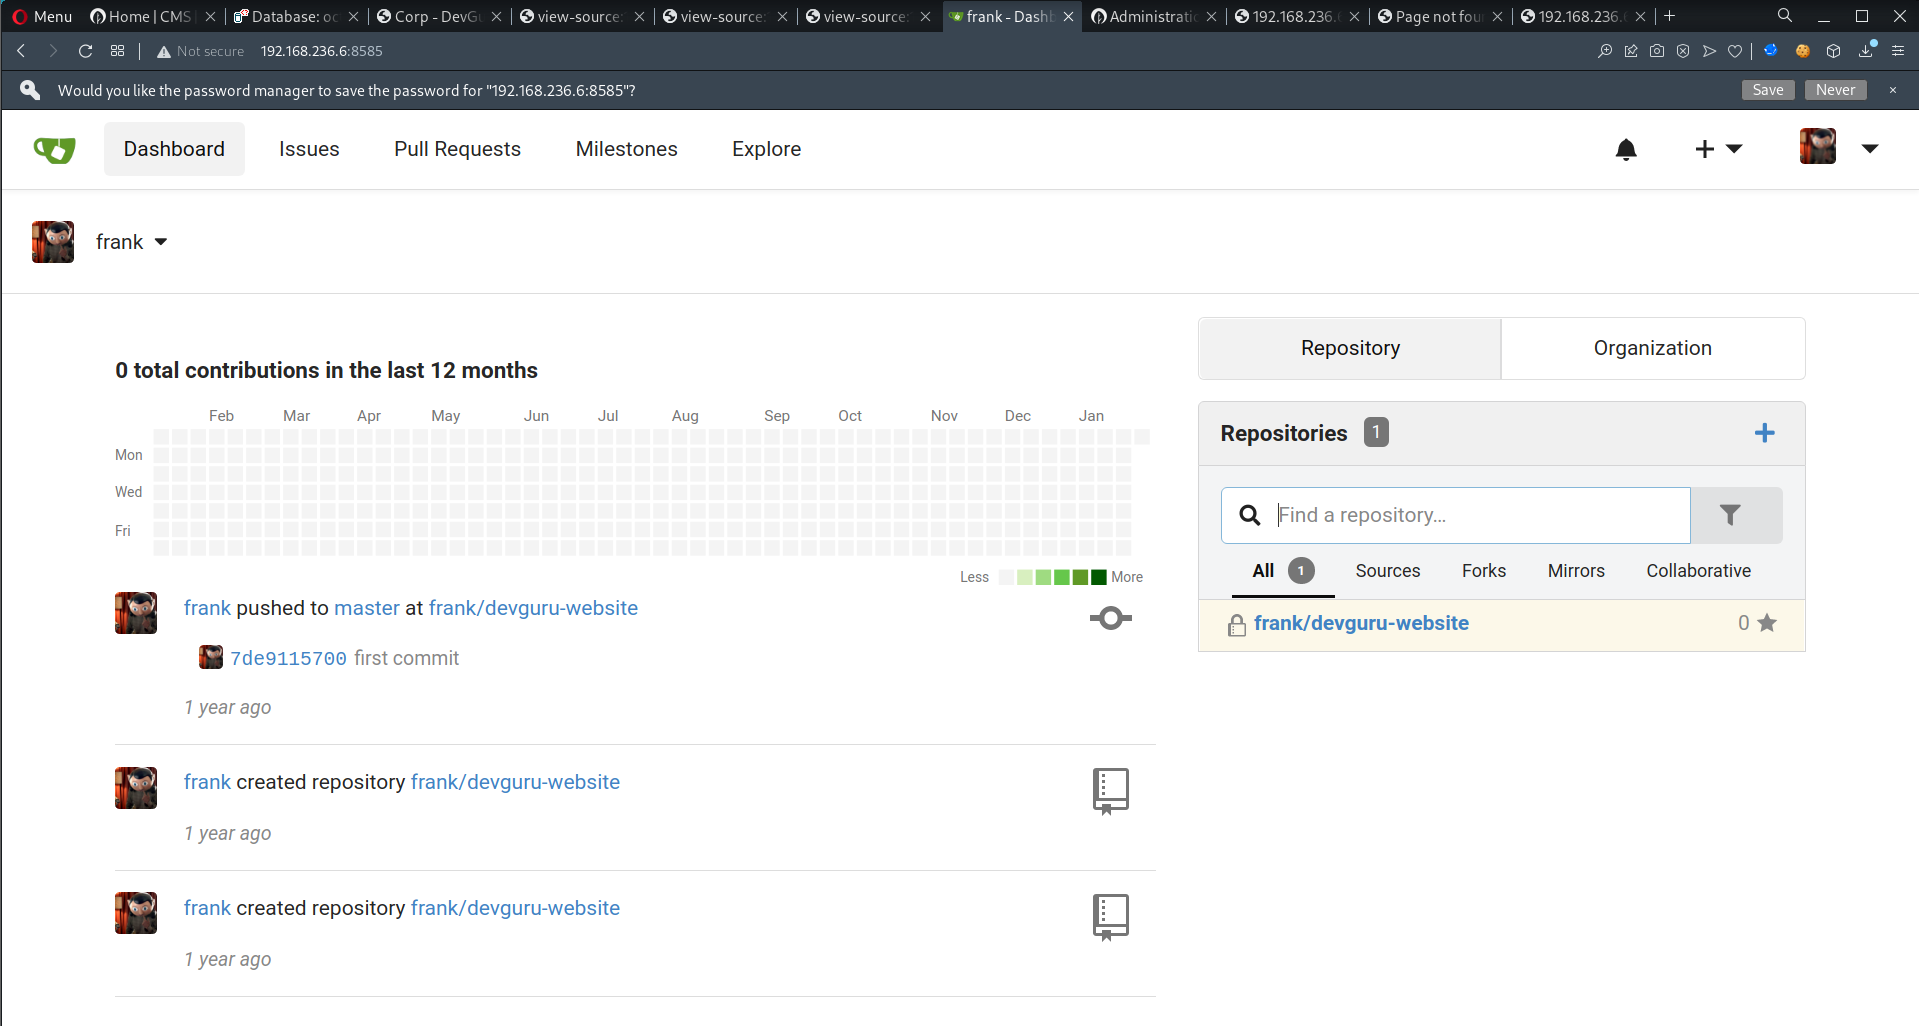 Menu Home | CMS Database: oc Corp - DevGu view-source: view-source: view-source: frank - Dashb Administratio 192.168.236.6 Page not foun 192.168.236.6
Not secure 192.168.236.6:8585
Would you like the password manager to save the password for "192.168.236.6:8585"? Save Never
Dashboard Issues Pull Requests Milestones Explore
frank
Repository Organization
0 total contributions in the last 12 months
Feb Mar Apr May Jun Jul Aug Sep Oct Nov Dec Jan
Mon
Wed
Fri
Less More
Repositories 1
Find a repository...
All 1 Sources Forks Mirrors Collaborative
frank/devguru-website 0
frank pushed to master at frank/devguru-website
7de9115700 first commit
1 year ago
frank created repository frank/devguru-website
1 year ago
frank created repository frank/devguru-website
1 year ago